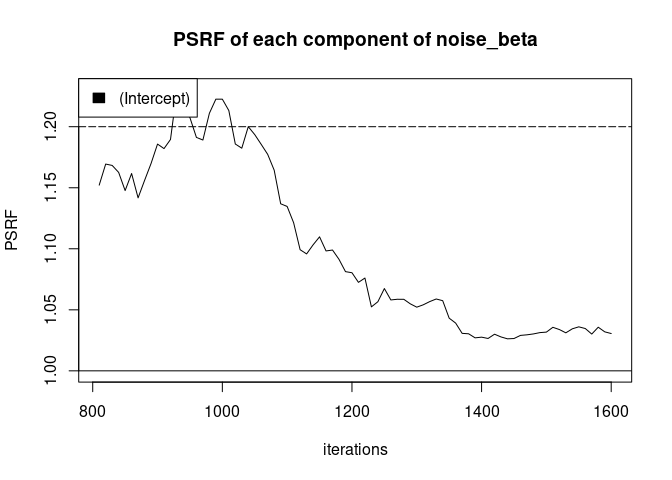 PSRF of each component of noise_beta
(Intercept)
1.20
1.15
1.10
1.05
1.00
PSRF
800 1000 1200 1400 1600
iterations